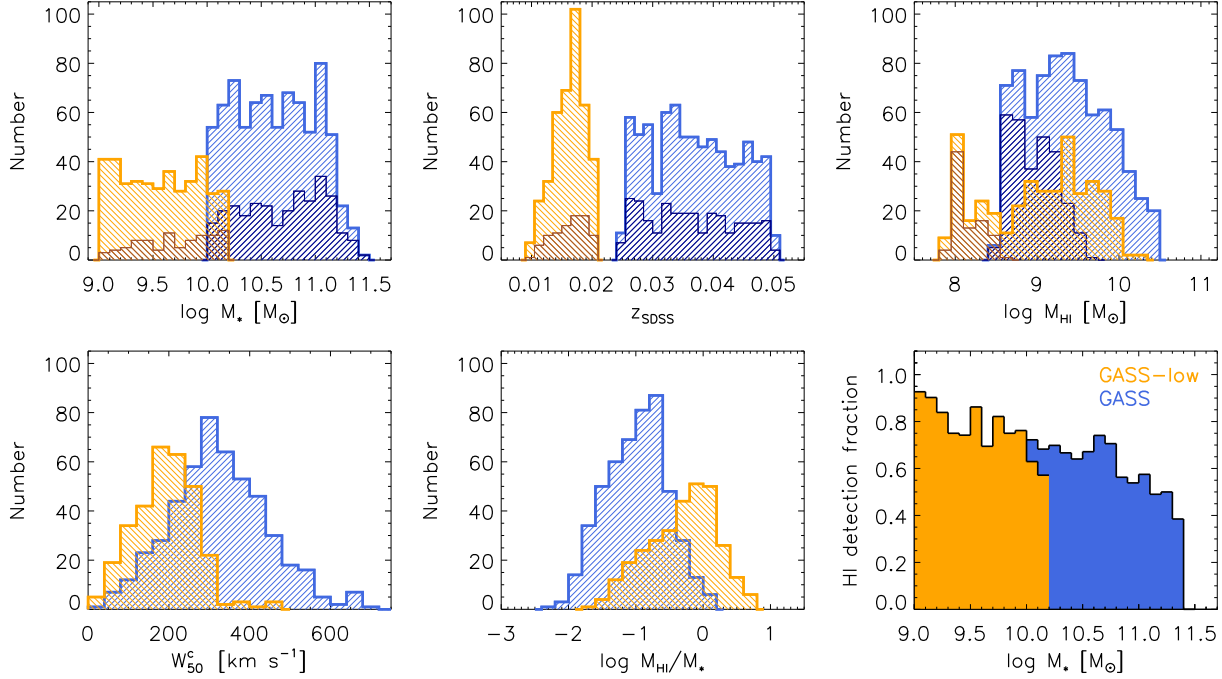 100
80
60
40
20
0
Number
9.0 9.5 10.0 10.5 11.0 11.5
log M* [M⊙]
100
80
60
40
20
0
Number
0.01 0.02 0.03 0.04 0.05
zSDSS
100
80
60
40
20
0
Number
8 9 10 11
log MHI [M⊙]
100
80
60
40
20
0
Number
0 200 400 600
W50^c [km s⁻¹]
100
80
60
40
20
0
Number
−3 −2 −1 0 1
log MHI/M*
1.0
0.8
0.6
0.4
0.2
0.0
HI detection fraction
GASS−low
GASS
9.0 9.5 10.0 10.5 11.0 11.5
log M* [M⊙]